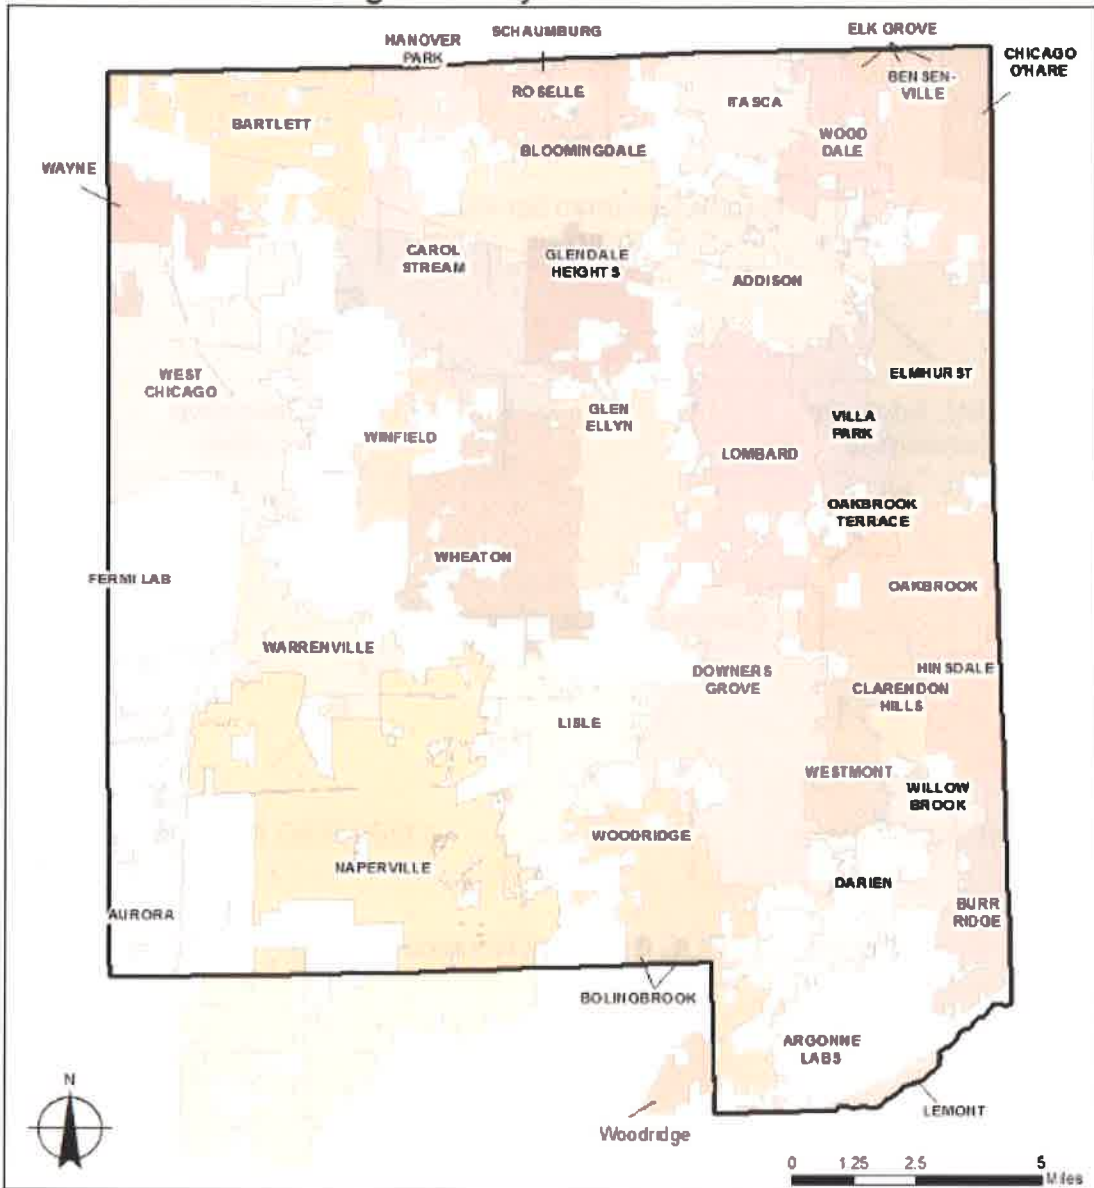 SCHAUMBURG
ELK GROVE
HANOVER
PARK
CHICAGO
O'HARE
BENSEN-
VILLE
ROSELLE
ITASCA
BARTLETT
WOOD
DALE
BLOOMINGDALE
WAYNE
CAROL
STREAM
GLENDALE
HEIGHTS
ADDISON
WEST
CHICAGO
ELMHURST
GLEN
ELLYN
VILLA
PARK
WINFIELD
LOMBARD
OAKBROOK
TERRACE
WHEATON
FERMI LAB
OAKBROOK
WARRENVILLE
HINSDALE
DOWNERS
GROVE
CLARENDON
HILLS
LISLE
WESTMONT
WILLOW
BROOK
WOODRIDGE
NAPERVILLE
DARIEN
AURORA
BURR
RIDGE
BOLINGBROOK
ARGONNE
LABS
N
LEMONT
Woodridge
0 1.25 2.5 5
Miles